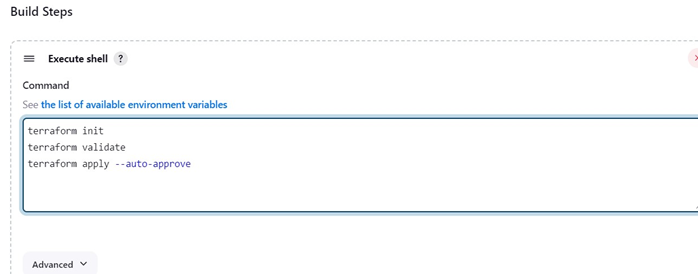 Build Steps
Execute shell ?
Command
See the list of available environment variables
terraform init
terraform validate
terraform apply --auto-approve
Advanced